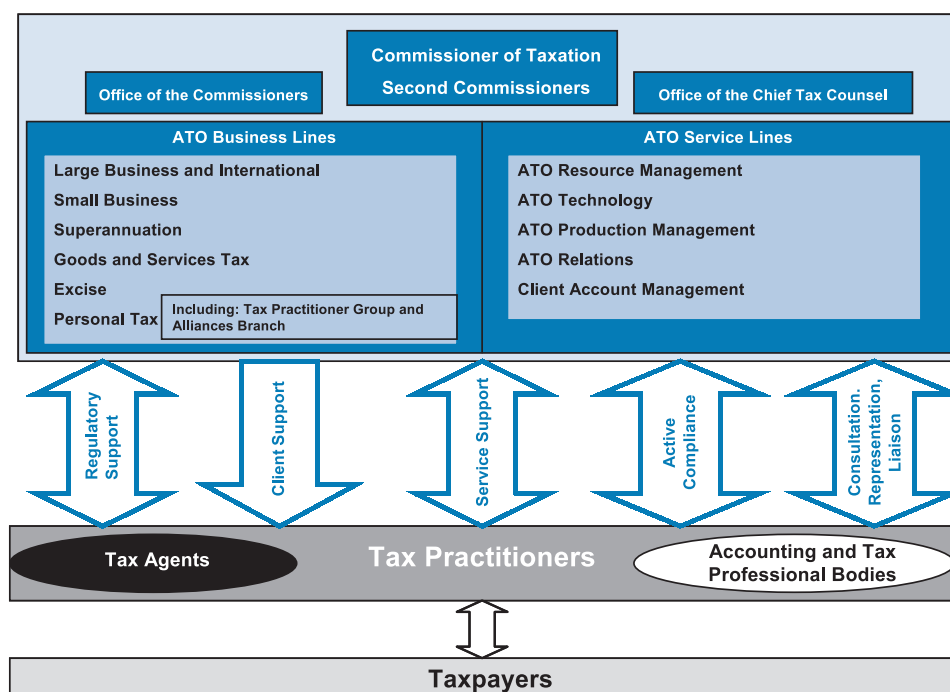 Commissioner of Taxation
Second Commissioners
Office of the Commissioners
Office of the Chief Tax Counsel
ATO Business Lines
Large Business and International
Small Business
Superannuation
Goods and Services Tax
Excise
Personal Tax
Including: Tax Practitioner Group and
Alliances Branch
ATO Service Lines
ATO Resource Management
ATO Technology
ATO Production Management
ATO Relations
Client Account Management
Regulatory
Support
Client Support
Service Support
Active
Compliance
Consultation.
Representation,
Liaison
Tax Agents
Tax Practitioners
Accounting and Tax
Professional Bodies
Taxpayers